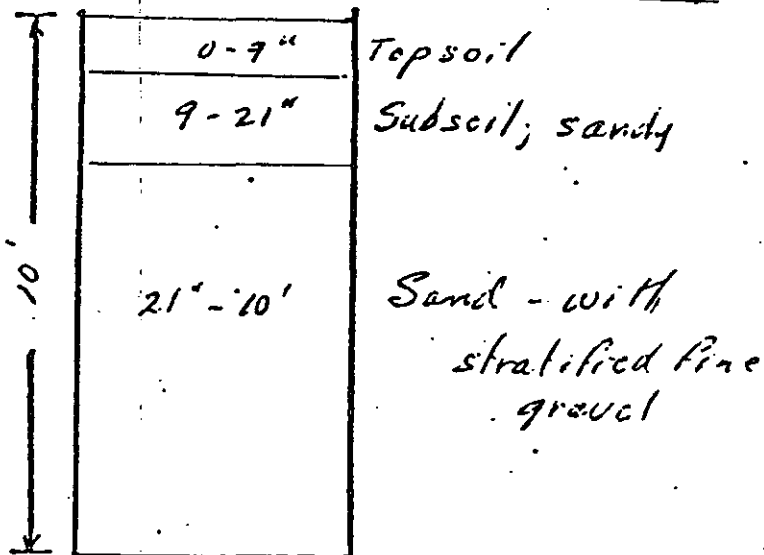 0-9" Topsoil
9-21" Subsoil; sandy
10'
21"-10' Sand - with
stratified fine
gravel